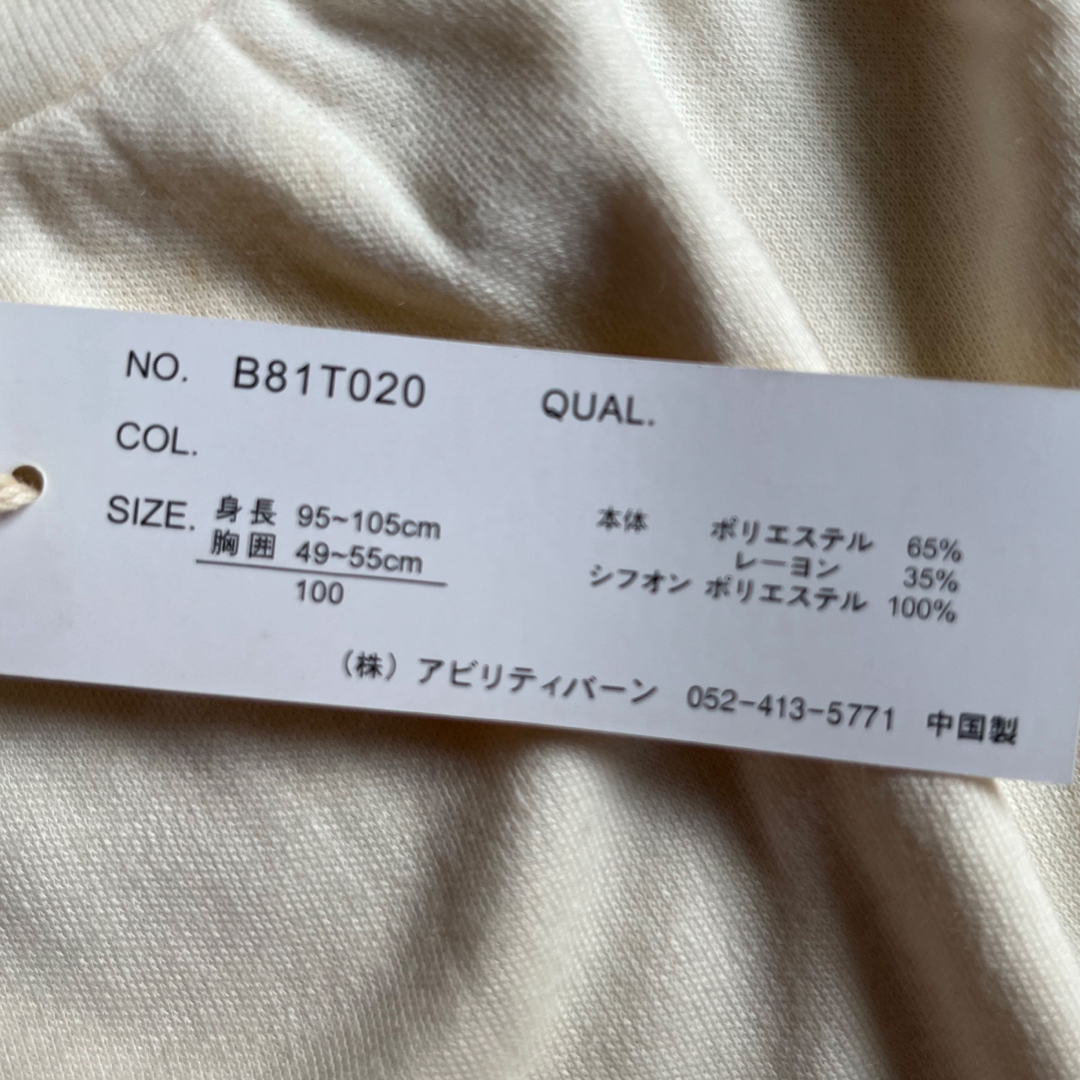 NO. B81T020 QUAL.
COL.
SIZE. 身長 95~105cm
胸囲 49~55cm
100
本体 ポリエステル 65%
レーヨン 35%
シフオン ポリエステル 100%
(株) アビリティバーン 052-413-5771 中国製